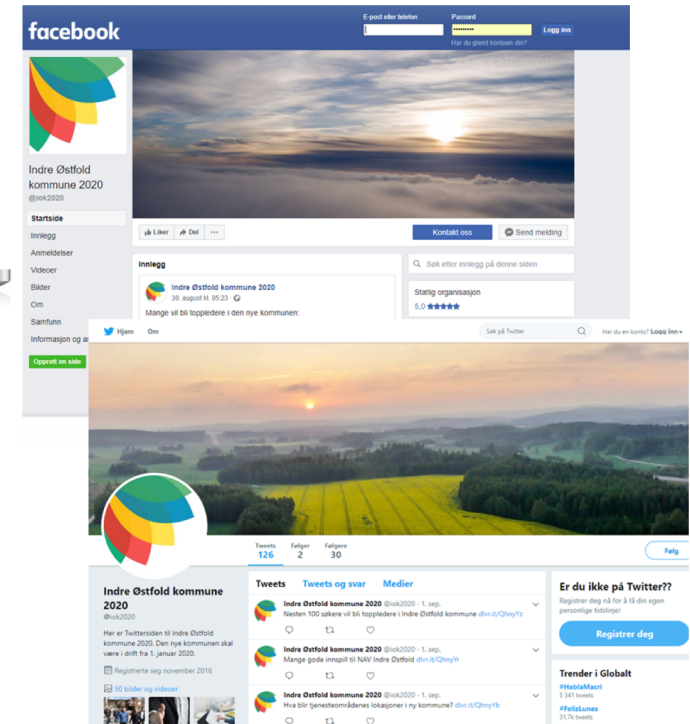 facebook
E-post eller telefon
Passord
Logg inn
Har du glemt kontoen din?
Indre Østfold
kommune 2020
@iok2020
Startside
Innlegg
Anmeldelser
Videoer
Bilder
Om
Samfunn
Informasjon og
Opprett en side
Liker
Del
Kontakt oss
Send melding
Innlegg
Indre Østfold kommune 2020
30. august kl. 05:23
Mange vil bli toppledere i den nye kommunen:
Søk etter innlegg på denne siden
Statlig organisasjon
5,0 ★★★★★
Hjem
Om
Søk på Twitter
Har du en konto? Logg inn
Tweets
126
Følger
2
Følgere
30
Følg
Indre Østfold kommune
2020
@iok2020
Her er Twittersiden til Indre Østfold
kommune 2020. Den nye kommunen skal
være i drift fra 1. januar 2020.
Registrerte seg november 2016
50 bilder og videoer
Tweets
Tweets og svar
Medier
Indre Østfold kommune 2020 @iok2020 · 1. sep.
Nesten 100 søkere vil bli toppledere i Indre Østfold kommune dlvr.it/QhnyYz
Indre Østfold kommune 2020 @iok2020 · 1. sep.
Mange gode innspill til NAV Indre Østfold dlvr.it/QhnyYr
Indre Østfold kommune 2020 @iok2020 · 1. sep.
Hva blir tjenesteområdenes lokasjoner i ny kommune? dlvr.it/QhnyYb
Er du ikke på Twitter??
Registrer deg nå for å få din egen
personlige tidslinje!
Registrer deg
Trender i Globalt
#HablaMacri
5 341 tweets
#FelizLunes
31,7k tweets